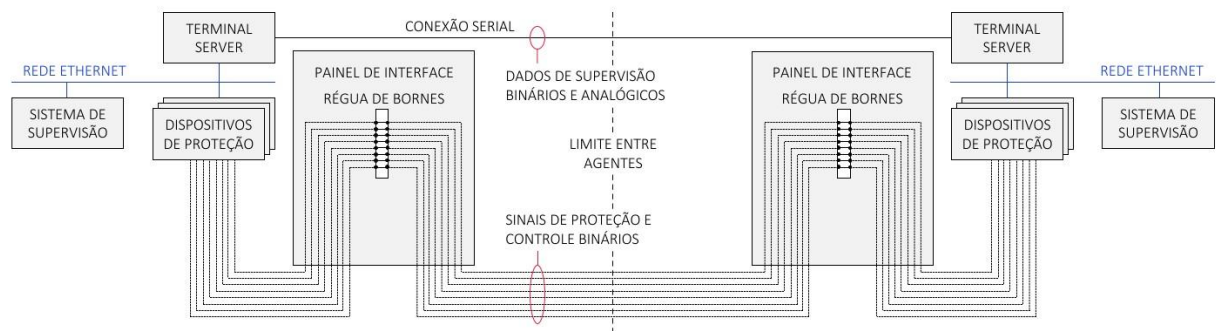 TERMINAL
SERVER
CONEXÃO SERIAL
TERMINAL
SERVER
REDE ETHERNET
PAINEL DE INTERFACE
RÉGUA DE BORNES
DADOS DE SUPERVISÃO
BINÁRIOS E ANALÓGICOS
PAINEL DE INTERFACE
RÉGUA DE BORNES
REDE ETHERNET
SISTEMA DE
SUPERVISÃO
DISPOSITIVOS
DE PROTEÇÃO
LIMITE ENTRE
AGENTES
DISPOSITIVOS
DE PROTEÇÃO
SISTEMA DE
SUPERVISÃO
SINAIS DE PROTEÇÃO E
CONTROLE BINÁRIOS